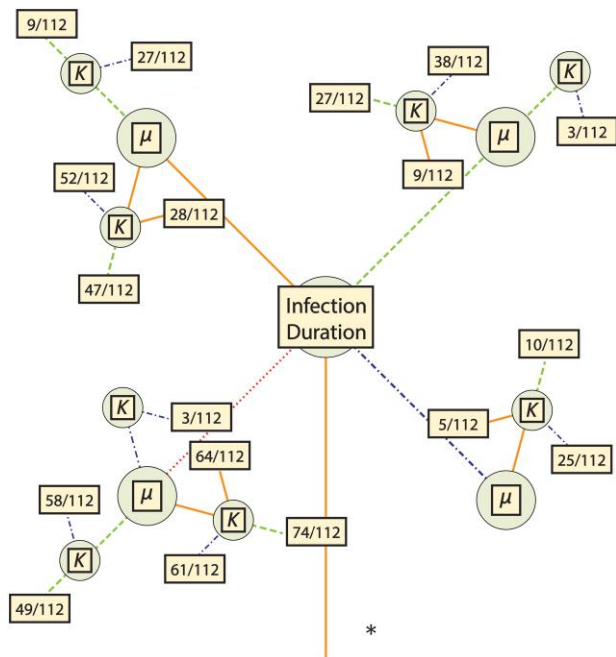 9/112
27/112
K
μ
52/112
K
28/112
47/112
38/112
K
27/112
K
μ
3/112
9/112
Infection
Duration
10/112
K
5/112
25/112
μ
K
3/112
64/112
μ
58/112
K
74/112
K
61/112
49/112
*